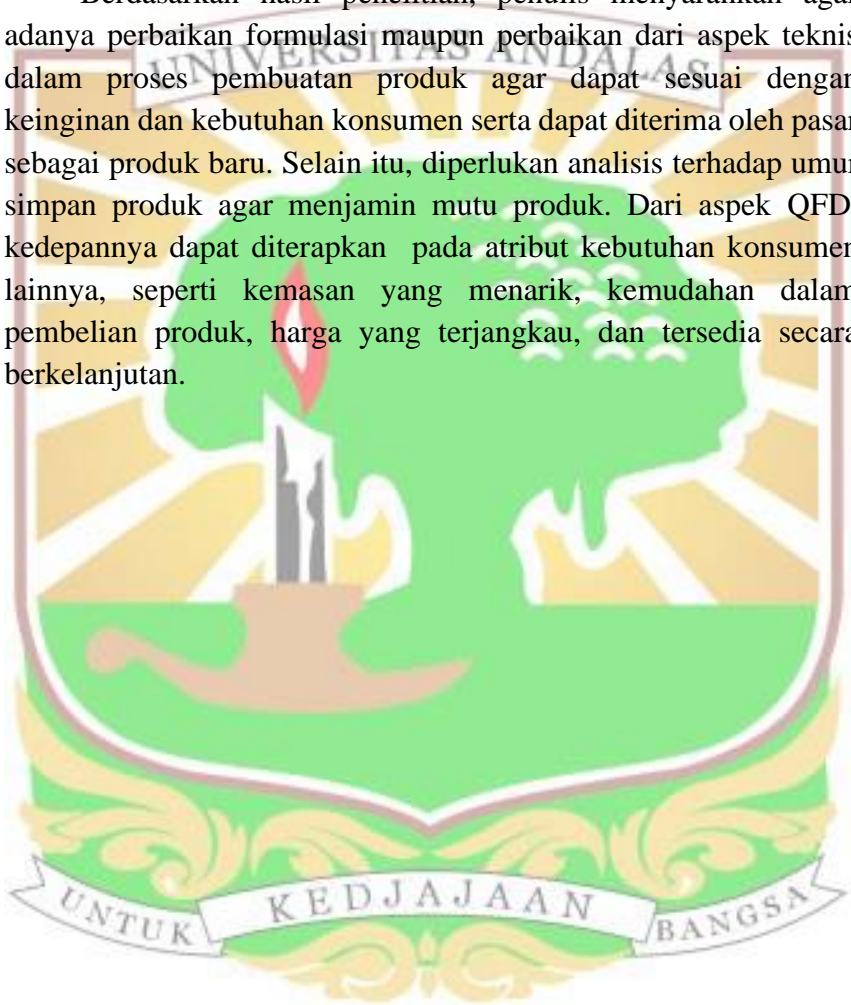 Berdasarkan hasil penelitian, penulis menyarankan agar
adanya perbaikan formulasi maupun perbaikan dari aspek teknis
UNIVERSITAS ANDALAS
dalam proses pembuatan produk agar dapat sesuai dengan
keinginan dan kebutuhan konsumen serta dapat diterima oleh pasar
sebagai produk baru. Selain itu, diperlukan analisis terhadap umur
simpan produk agar menjamin mutu produk. Dari aspek QFD
kedepannya dapat diterapkan pada atribut kebutuhan konsumen
lainnya, seperti kemasan yang menarik, kemudahan dalam
pembelian produk, harga yang terjangkau, dan tersedia secara
berkelanjutan.
UNTUK KEDJAJAAN BANGSA